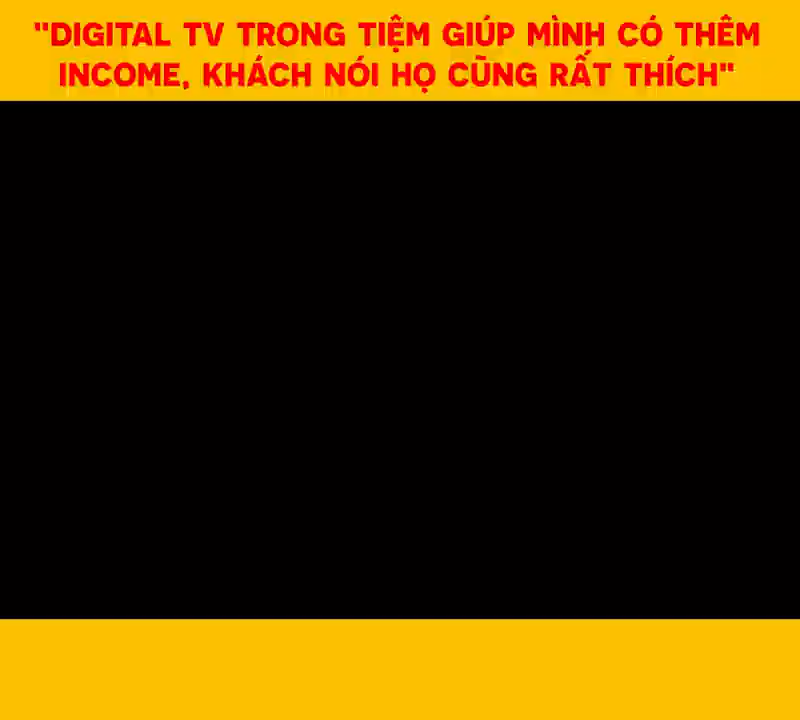 "DIGITAL TV TRONG TIỆM GIÚP MÌNH CÓ THÊM
INCOME, KHÁCH NÓI HỌ CŨNG RẤT THÍCH"